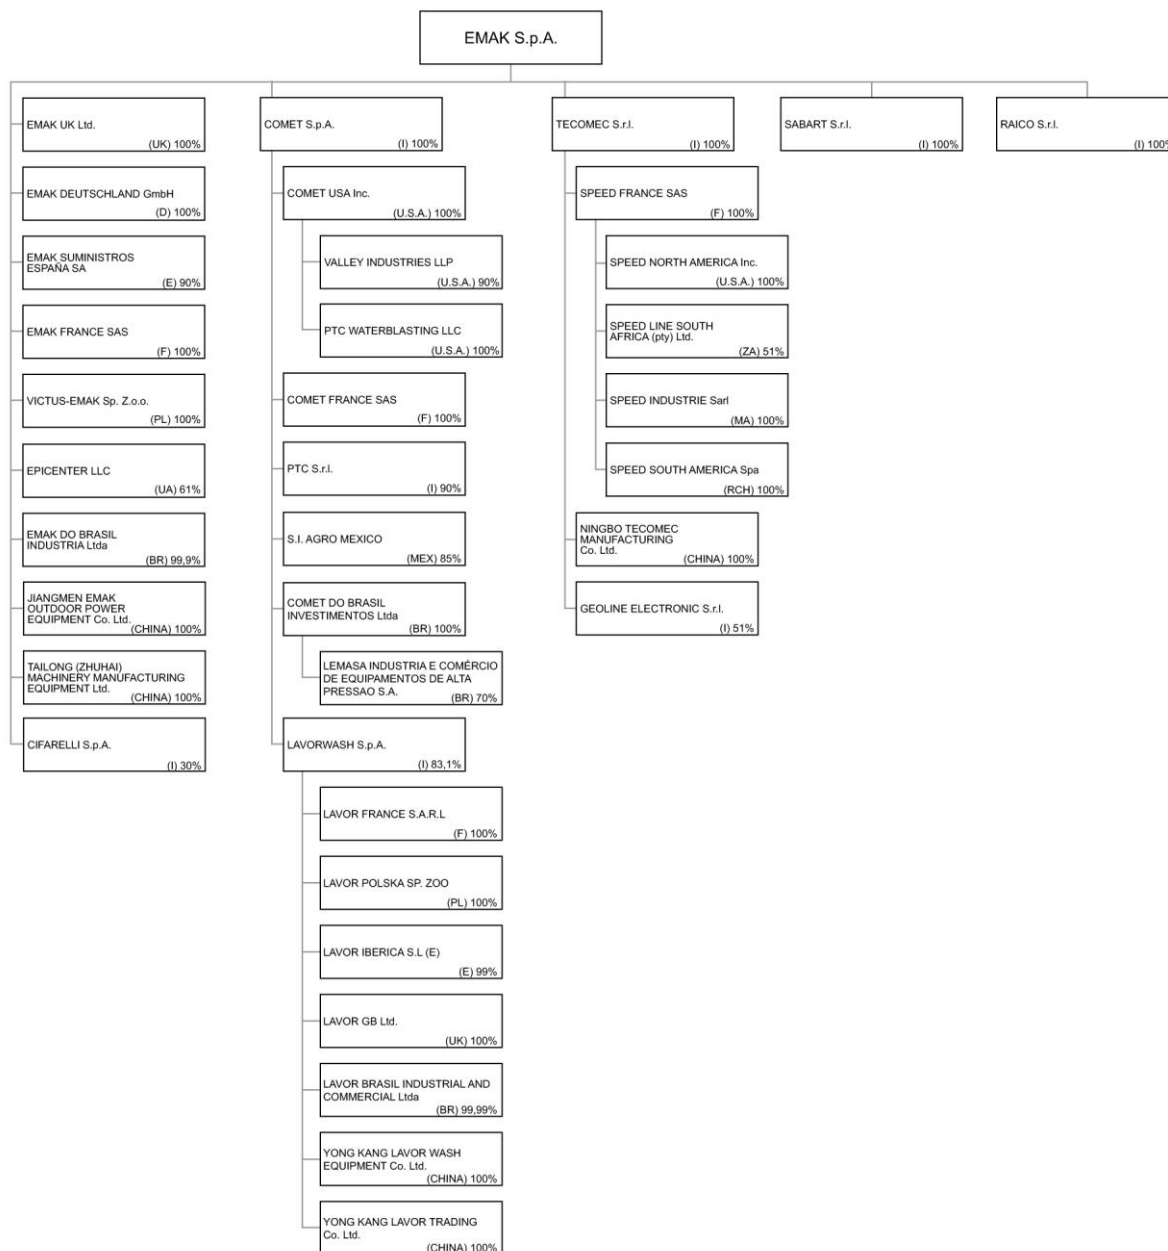 EMAK S.p.A.
EMAK UK Ltd.
(UK) 100%
EMAK DEUTSCHLAND GmbH
(D) 100%
EMAK SUMINISTROS
ESPAÑA SA
(E) 90%
EMAK FRANCE SAS
(F) 100%
VICTUS-EMAK Sp. Z.o.o.
(PL) 100%
EPICENTER LLC
(UA) 61%
EMAK DO BRASIL
INDUSTRIA Ltda
(BR) 99,9%
JIANGMEN EMAK
OUTDOOR POWER
EQUIPMENT Co. Ltd.
(CHINA) 100%
TAILONG (ZHUHAI)
MACHINERY MANUFACTURING
EQUIPMENT Ltd.
(CHINA) 100%
CIFARELLI S.p.A.
(I) 30%
COMET S.p.A.
(I) 100%
COMET USA Inc.
(U.S.A.) 100%
VALLEY INDUSTRIES LLP
(U.S.A.) 90%
PTC WATERBLASTING LLC
(U.S.A.) 100%
COMET FRANCE SAS
(F) 100%
PTC S.r.l.
(I) 90%
S.I. AGRO MEXICO
(MEX) 85%
COMET DO BRASIL
INVESTIMENTOS Ltda
(BR) 100%
LEMASA INDUSTRIA E COMÉRCIO
DE EQUIPAMENTOS DE ALTA
PRESSAO S.A.
(BR) 70%
LAVORWASH S.p.A.
(I) 83,1%
LAVOR FRANCE S.A.R.L
(F) 100%
LAVOR POLSKA SP. ZOO
(PL) 100%
LAVOR IBERICA S.L (E)
(E) 99%
LAVOR GB Ltd.
(UK) 100%
LAVOR BRASIL INDUSTRIAL AND
COMMERCIAL Ltda
(BR) 99,99%
YONG KANG LAVOR WASH
EQUIPMENT Co. Ltd.
(CHINA) 100%
YONG KANG LAVOR TRADING
Co. Ltd.
(CHINA) 100%
TECOMEC S.r.l.
(I) 100%
SPEED FRANCE SAS
(F) 100%
SPEED NORTH AMERICA Inc.
(U.S.A.) 100%
SPEED LINE SOUTH
AFRICA (pty) Ltd.
(ZA) 51%
SPEED INDUSTRIE Sarl
(MA) 100%
SPEED SOUTH AMERICA Spa
(RCH) 100%
NINGBO TECOMEC
MANUFACTURING
Co. Ltd.
(CHINA) 100%
GEOLINE ELECTRONIC S.r.l.
(I) 51%
SABART S.r.l.
(I) 100%
RAICO S.r.l.
(I) 100%